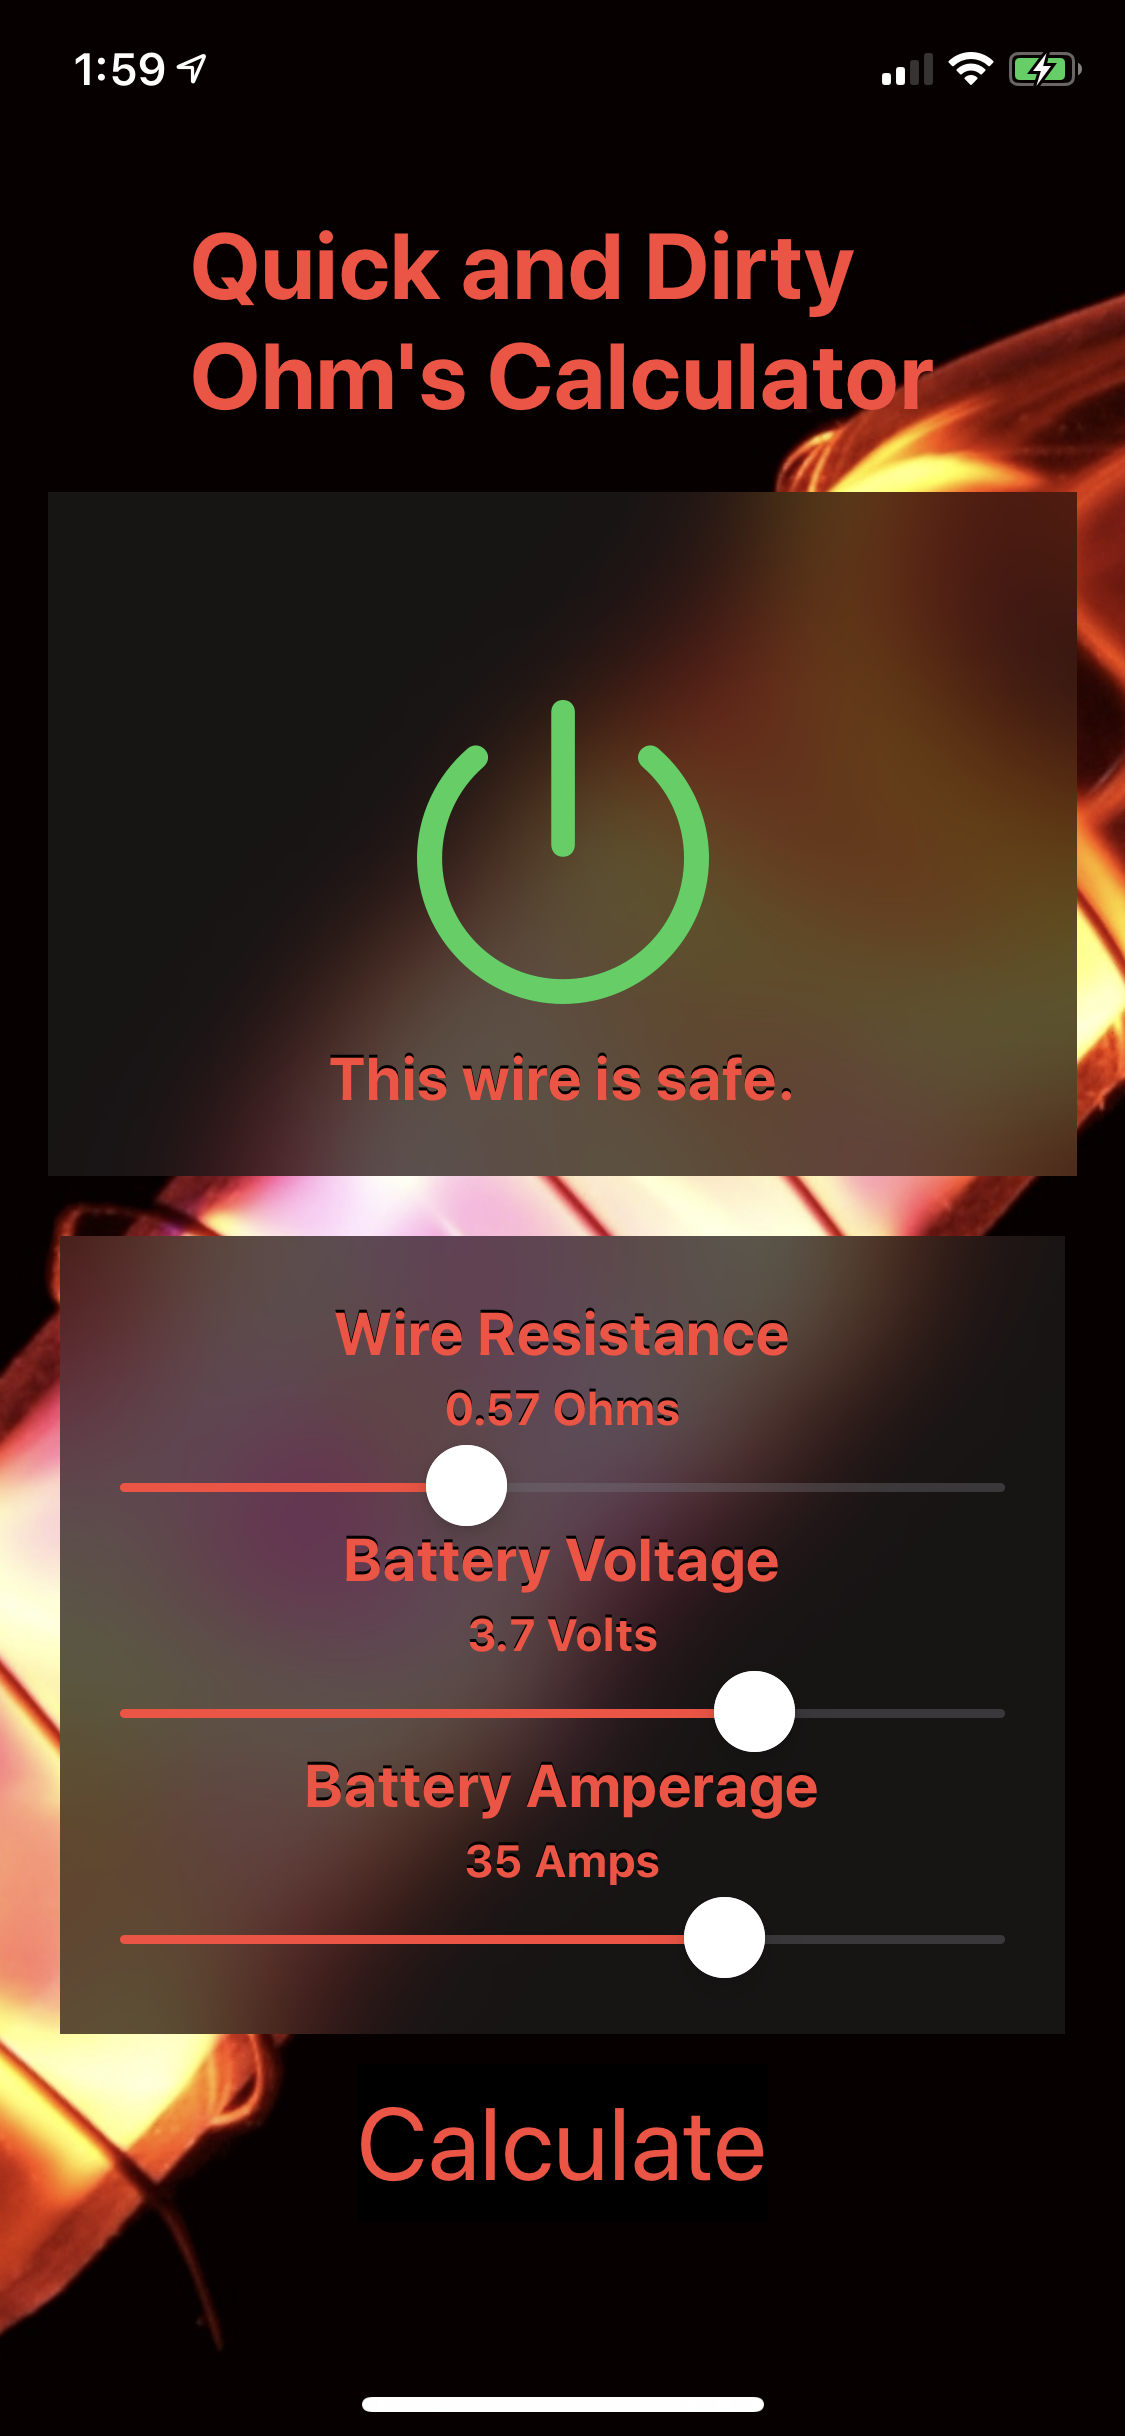 1:59
Quick and Dirty
Ohm's Calculator
This wire is safe.
Wire Resistance
0.57 Ohms
Battery Voltage
3.7 Volts
Battery Amperage
35 Amps
Calculate